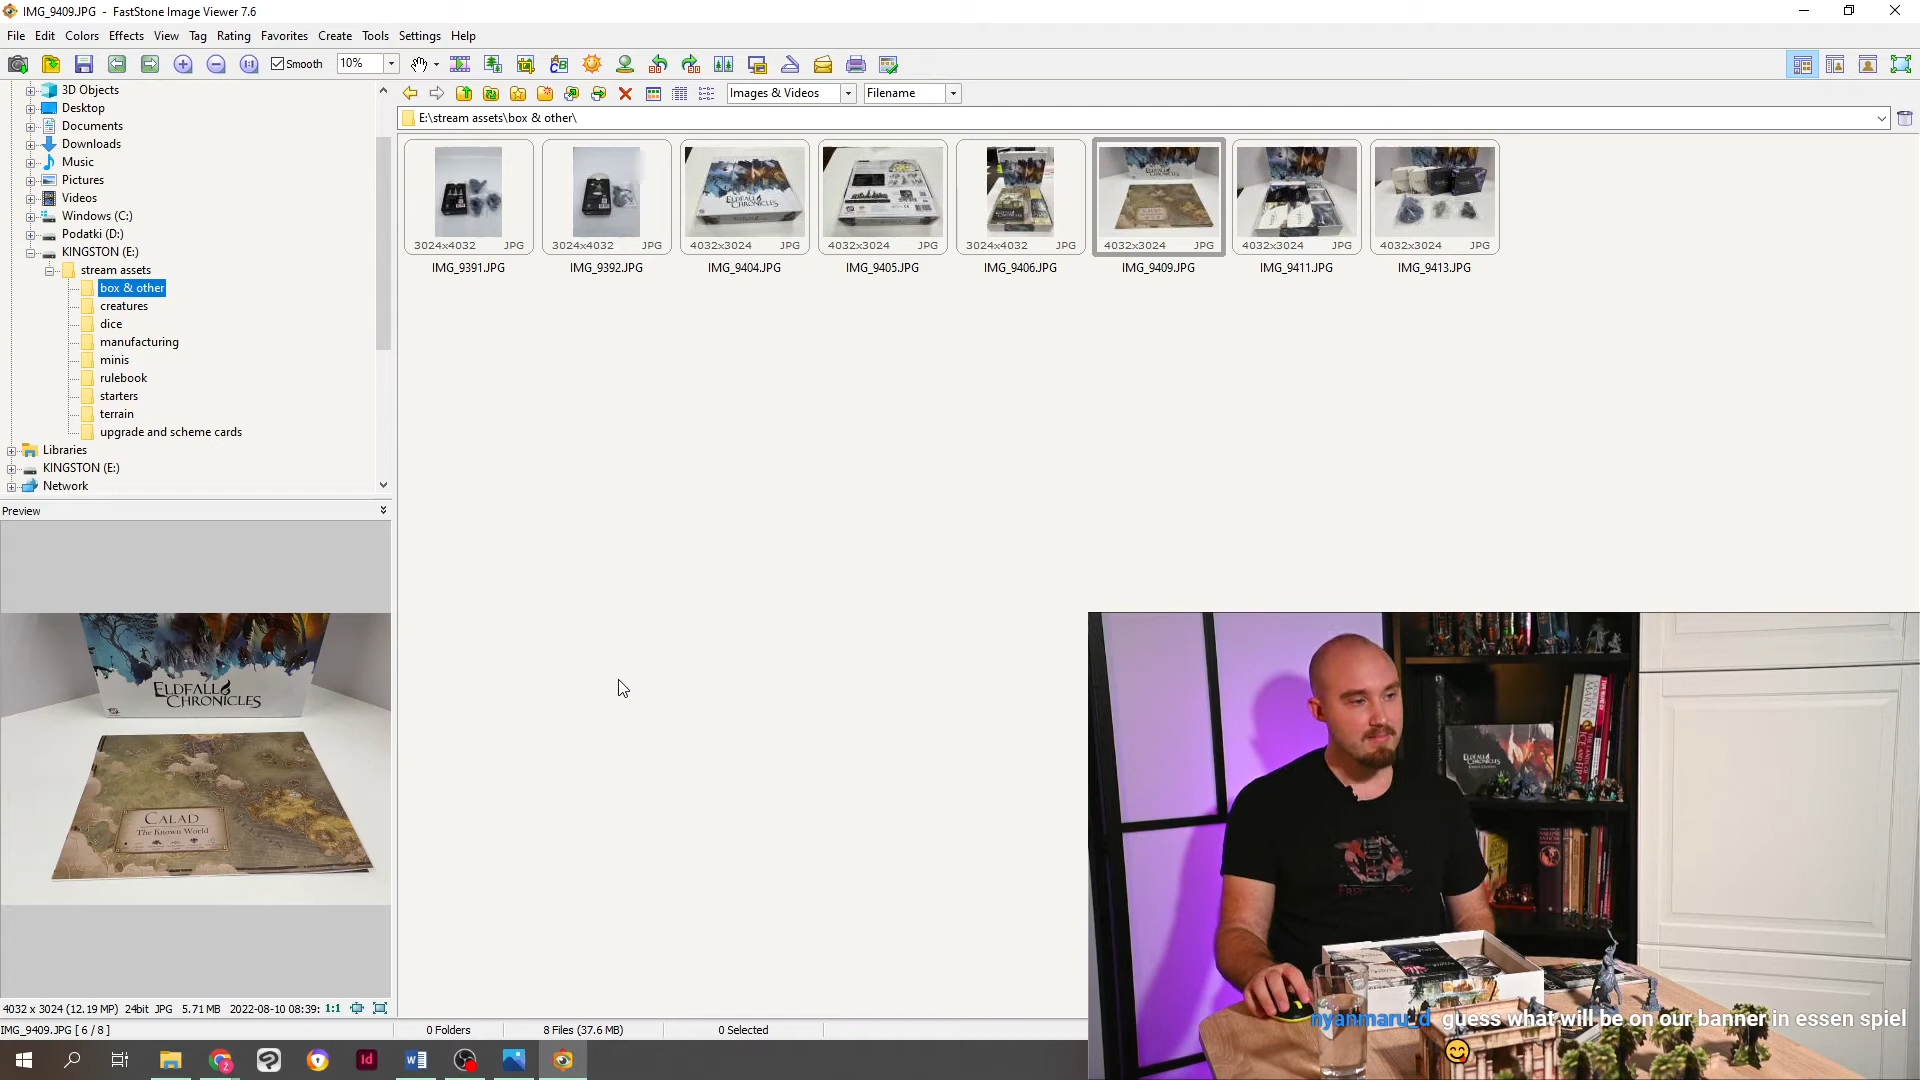 IMG_9409.JPG - FastStone Image Viewer 7.6
File Edit Colors Effects View Tag Rating Favorites Create Tools Settings Help
Smooth 10%
Images & Videos Filename
E:\stream assets\box & other\
3D Objects
Desktop
Documents
Downloads
Music
Pictures
Videos
Windows (C:)
Podatki (D:)
KINGSTON (E:)
stream assets
box & other
creatures
dice
manufacturing
minis
rulebook
starters
terrain
upgrade and scheme cards
Libraries
KINGSTON (E:)
Network
3024x4032 JPG
IMG_9391.JPG
3024x4032 JPG
IMG_9392.JPG
ELDFALL CHRONICLES
4032x3024 JPG
IMG_9404.JPG
4032x3024 JPG
IMG_9405.JPG
3024x4032 JPG
IMG_9406.JPG
4032x3024 JPG
IMG_9409.JPG
4032x3024 JPG
IMG_9411.JPG
4032x3024 JPG
IMG_9413.JPG
Preview
ELDFALL
CHRONICLES
CALAD
The Known World
ELDFALL
CHRONICLES
MARTIN
4032 x 3024 (12.19 MP) 24bit JPG 5.71 MB 2022-08-10 08:39: 1:1
IMG_9409.JPG [ 6 / 8 ]
0 Folders
8 Files (37.6 MB)
0 Selected
nyanmaru_d guess what will be on our banner in essen spiel
😋